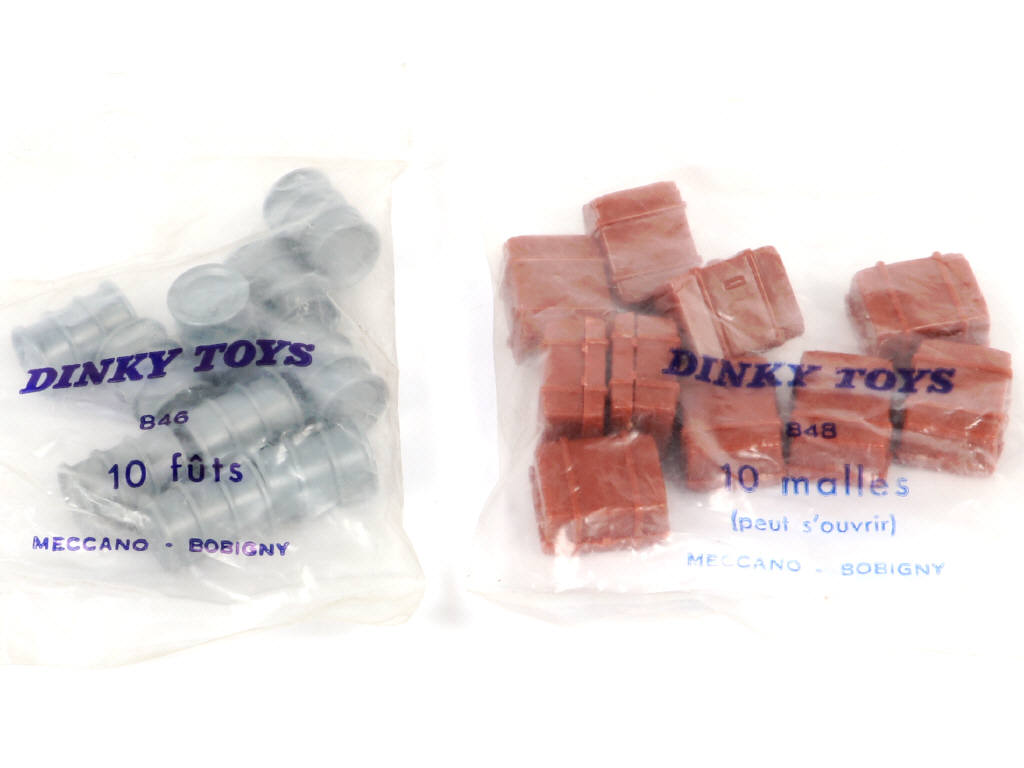 DINKY TOYS
846
10 fûts
MECCANO - BOBIGNY
DINKY TOYS
848
10 malles
(peut s'ouvrir)
MECCANO - BOBIGNY